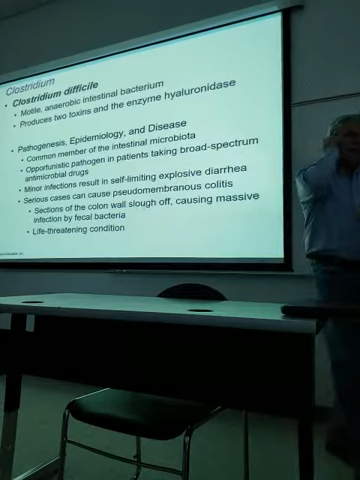 Clostridium
• Clostridium difficile
• Motile, anaerobic intestinal bacterium
• Produces two toxins and the enzyme hyaluronidase
• Pathogenesis, Epidemiology, and Disease
• Common member of the intestinal microbiota
• Opportunistic pathogen in patients taking broad-spectrum
antimicrobial drugs
• Minor infections result in self-limiting explosive diarrhea
• Serious cases can cause pseudomembranous colitis
• Sections of the colon wall slough off, causing massive
infection by fecal bacteria
• Life-threatening condition